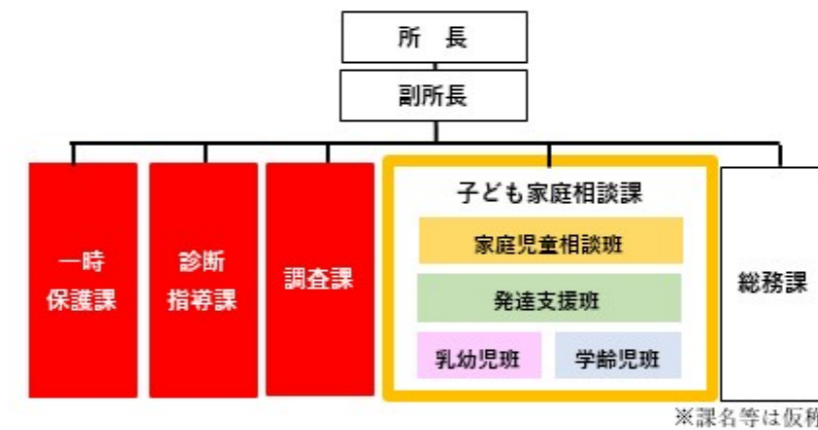 所　長
副所長
一時
保護課
診断
指導課
調査課
子ども家庭相談課
家庭児童相談班
発達支援班
乳幼児班
学齢児班
総務課
※課名等は仮称